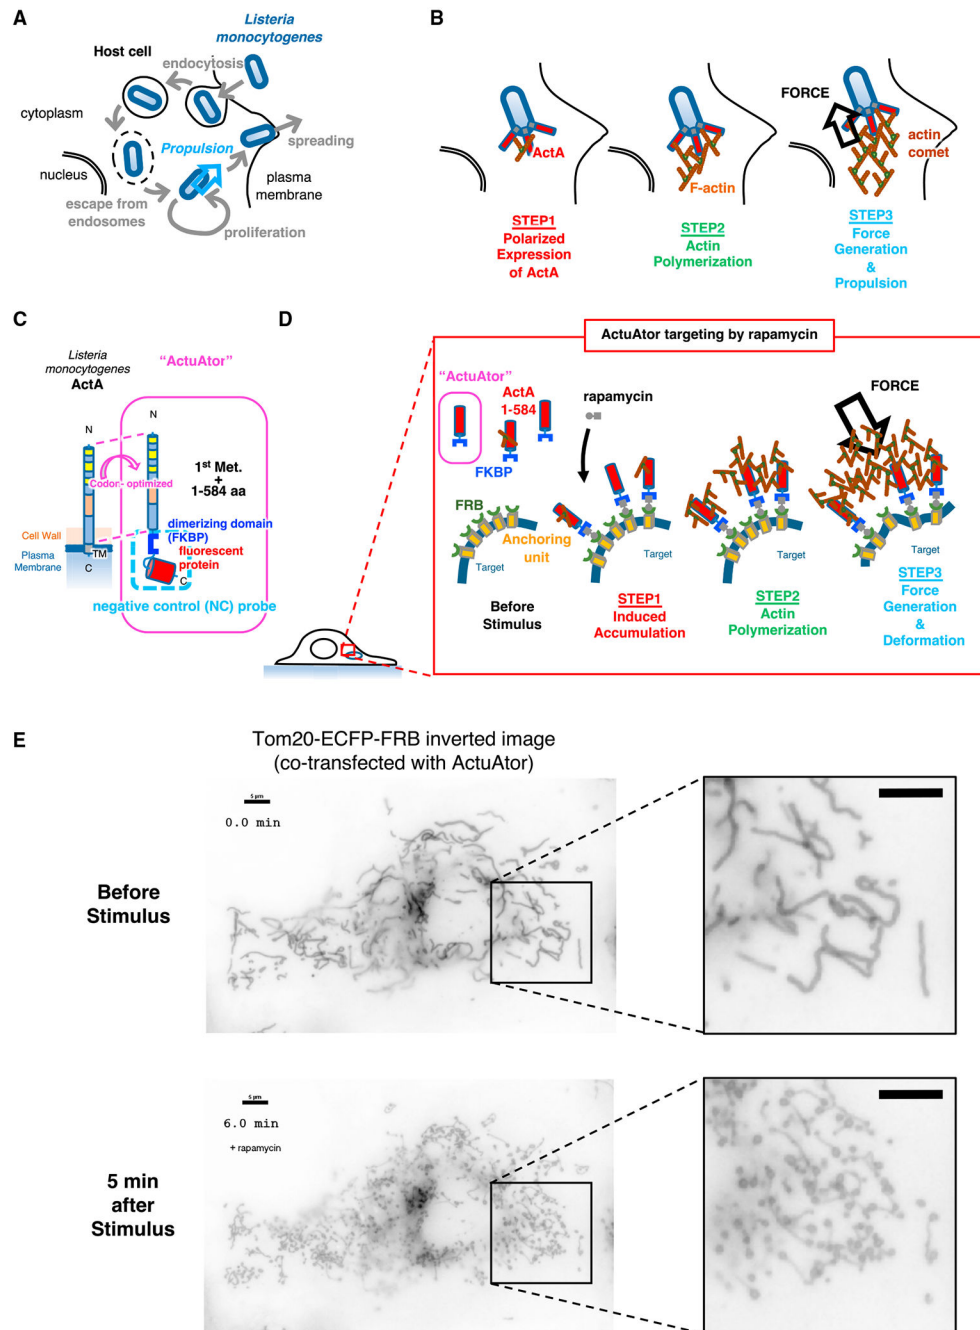 A
Listeria
monocytogenes
Host cell
endocytosis
cytoplasm
spreading
Propulsion
nucleus
plasma
membrane
escape from
endosomes
proliferation
B
FORCE
ActA
F-actin
actin
comet
STEP1
Polarized
Expression
of ActA
STEP2
Actin
Polymerization
STEP3
Force
Generation
&
Propulsion
C
Listeria
monocytogenes
ActA
“ActuAtor”
N
N
Codon-optimized
1st Met.
+
1-584 aa
Cell Wall
Plasma
Membrane
TM
C
dimerizing domain
(FKBP)
fluorescent
protein
C
negative control (NC) probe
D
ActuAtor targeting by rapamycin
“ActuAtor”
ActA
1-584
FKBP
rapamycin
FORCE
FRB
Anchoring
unit
Target
Target
Target
Target
Before
Stimulus
STEP1
Induced
Accumulation
STEP2
Actin
Polymerization
STEP3
Force
Generation
&
Deformation
E
Tom20-ECFP-FRB inverted image
(co-transfected with ActuAtor)
Before
Stimulus
5 μm
0.0 min
5 min
after
Stimulus
5 μm
6.0 min
+ rapamycin